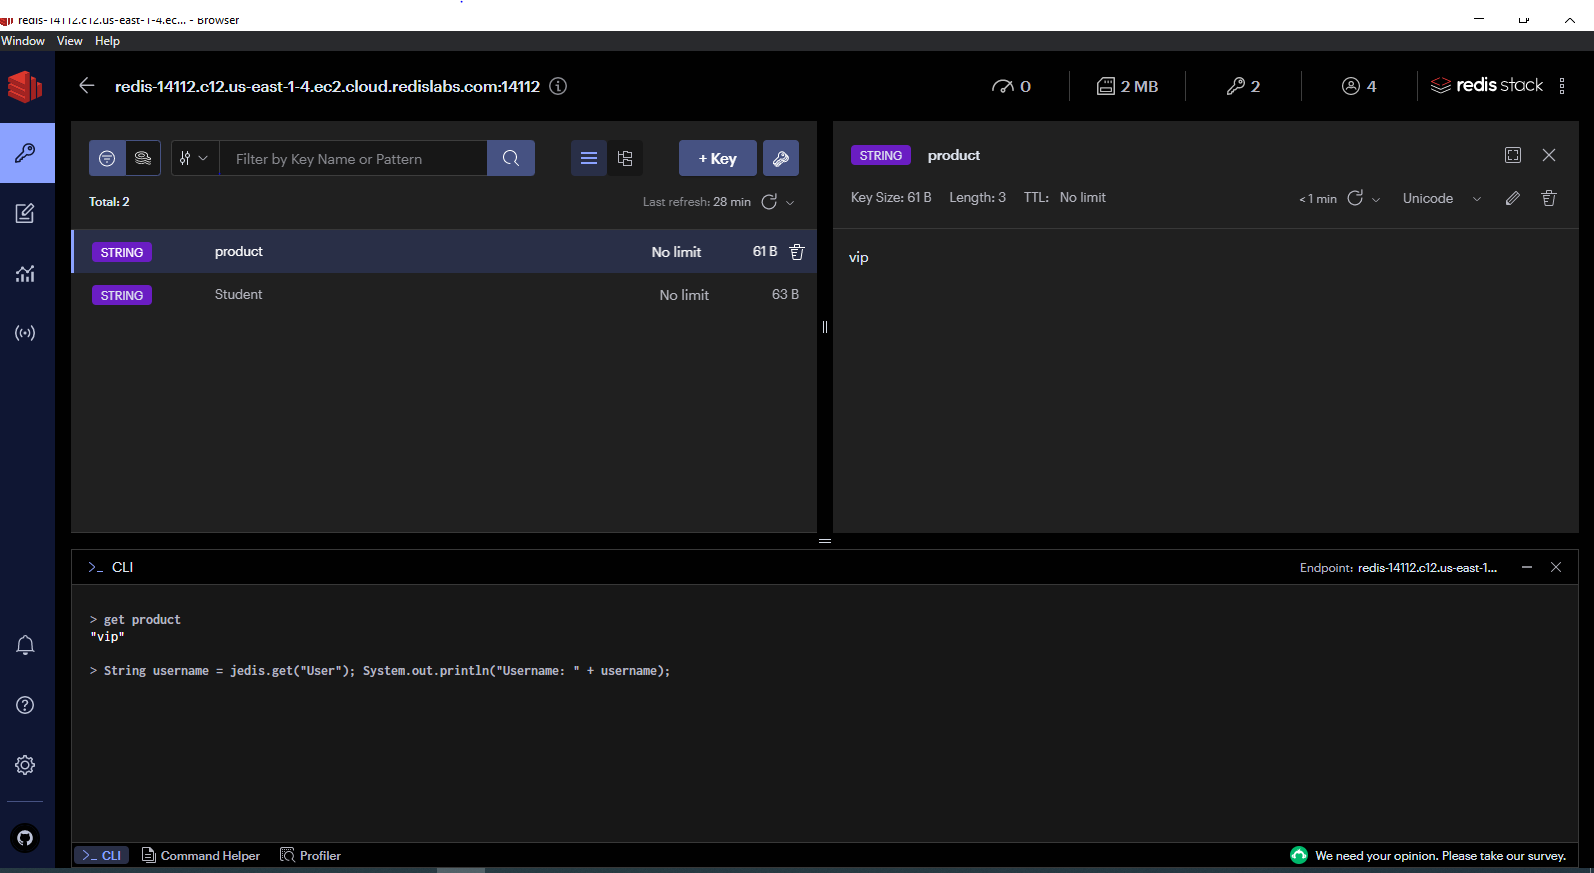 redis-14112.c12.us-east-1-4.ec... - Browser
Window View Help
redis-14112.c12.us-east-1-4.ec2.cloud.redislabs.com:14112 0 2 MB 2 4 redis stack
Filter by Key Name or Pattern + Key
Total: 2 Last refresh: 28 min
STRING product No limit 61 B
STRING Student No limit 63 B
STRING product
Key Size: 61 B Length: 3 TTL: No limit < 1 min Unicode
vip
>_ CLI Endpoint: redis-14112.c12.us-east-1...
> get product
"vip"
> String username = jedis.get("User"); System.out.println("Username: " + username);
>_ CLI Command Helper Profiler We need your opinion. Please take our survey.